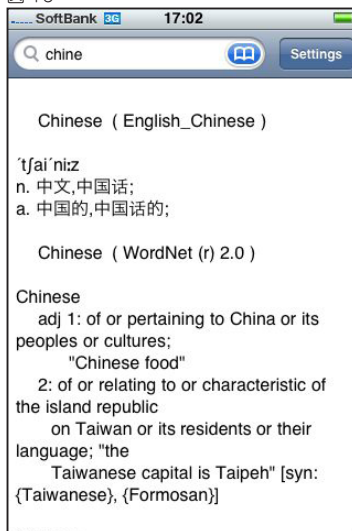 SoftBank 3G 17:02
chine
Settings
Chinese ( English_Chinese )
´tʃai´ni:z
n. 中文,中国话;
a. 中国的,中国话的;
Chinese ( WordNet (r) 2.0 )
Chinese
adj 1: of or pertaining to China or its
peoples or cultures;
"Chinese food"
2: of or relating to or characteristic of
the island republic
on Taiwan or its residents or their
language; "the
Taiwanese capital is Taipeh" [syn:
{Taiwanese}, {Formosan}]